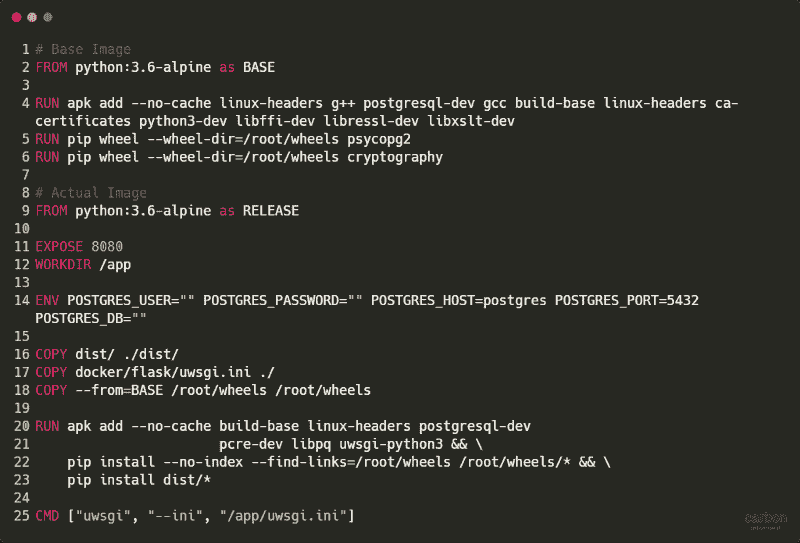 1 # Base Image
2 FROM python:3.6-alpine as BASE
3
4 RUN apk add --no-cache linux-headers g++ postgresql-dev gcc build-base linux-headers ca-
certificates python3-dev libffi-dev libressl-dev libxslt-dev
5 RUN pip wheel --wheel-dir=/root/wheels psycopg2
6 RUN pip wheel --wheel-dir=/root/wheels cryptography
7
8 # Actual Image
9 FROM python:3.6-alpine as RELEASE
10
11 EXPOSE 8080
12 WORKDIR /app
13
14 ENV POSTGRES_USER="" POSTGRES_PASSWORD="" POSTGRES_HOST=postgres POSTGRES_PORT=5432
POSTGRES_DB=""
15
16 COPY dist/ ./dist/
17 COPY docker/flask/uwsgi.ini ./
18 COPY --from=BASE /root/wheels /root/wheels
19
20 RUN apk add --no-cache build-base linux-headers postgresql-dev
21 pcre-dev libpq uwsgi-python3 && \
22 pip install --no-index --find-links=/root/wheels /root/wheels/* && \
23 pip install dist/*
24
25 CMD ["uwsgi", "--ini", "/app/uwsgi.ini"]
carbon